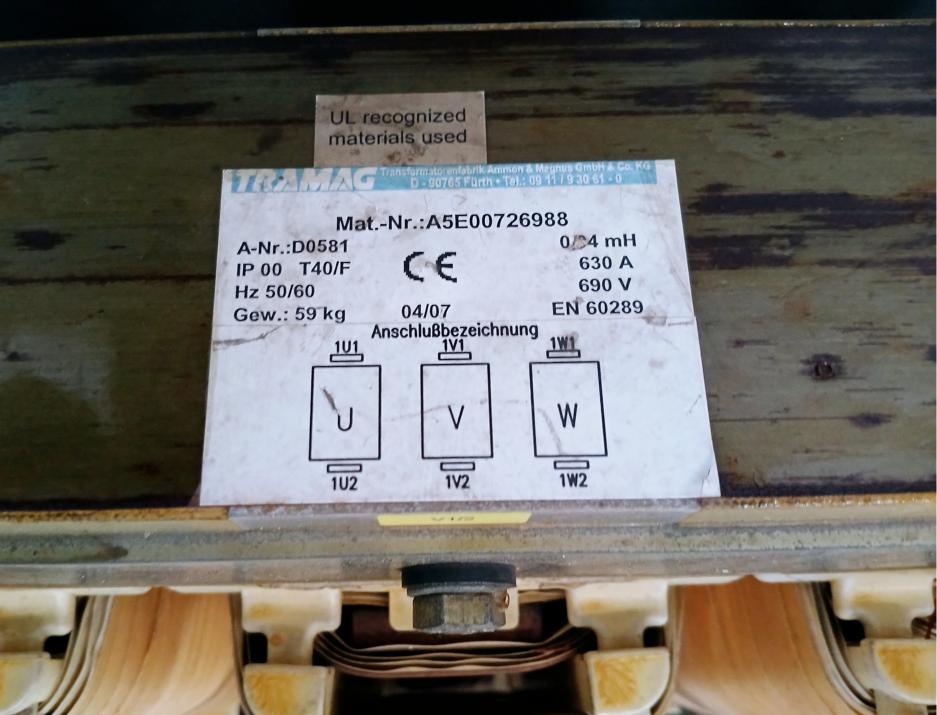 UL recognized
materials used
TRAMAG Transformatorenfabrik Ammon & Magnus GmbH & Co. KG
D - 90765 Fürth • Tel.: 09 11 / 9 30 61 - 0
Mat.-Nr.:A5E00726988
A-Nr.:D0581
IP 00 T40/F
Hz 50/60
Gew.: 59 kg
CE
04/07
mH
630 A
690 V
EN 60289
Anschlußbezeichnung
1U1 1V1 1W1
U V W
1U2 1V2 1W2